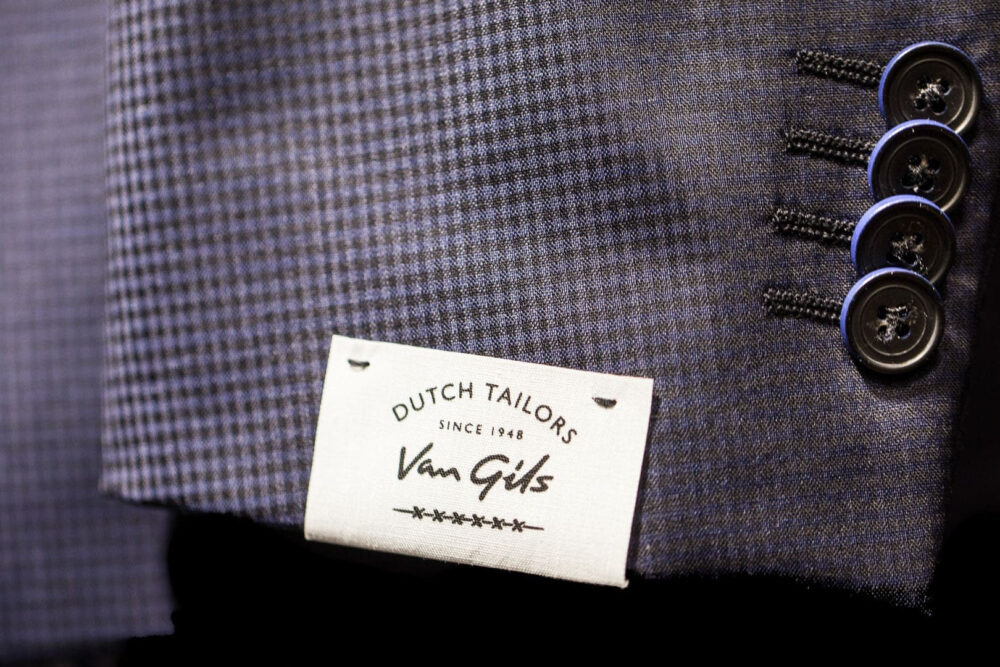 DUTCH TAILORS
SINCE 1948
Van Gils